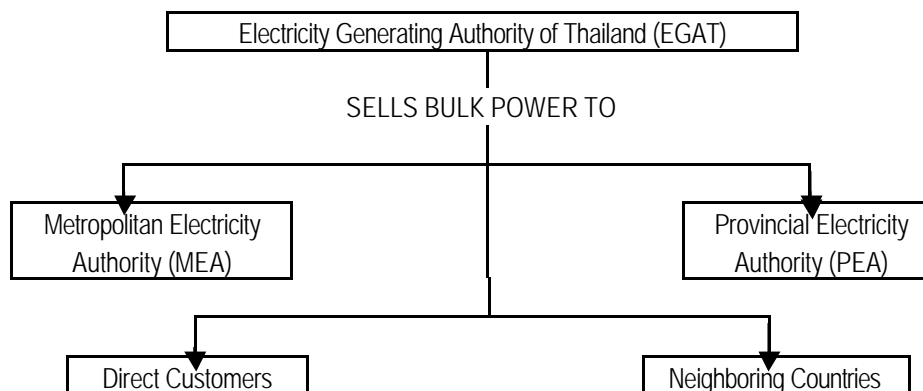 Electricity Generating Authority of Thailand (EGAT)
SELLS BULK POWER TO
Metropolitan Electricity
Authority (MEA)
Provincial Electricity
Authority (PEA)
Direct Customers
Neighboring Countries